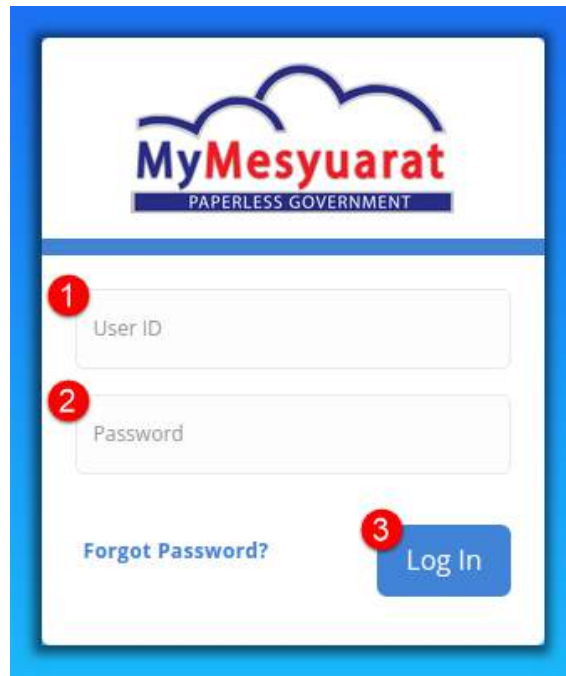 MyMesyuarat
PAPERLESS GOVERNMENT
1
User ID
2
Password
Forgot Password?
3
Log In